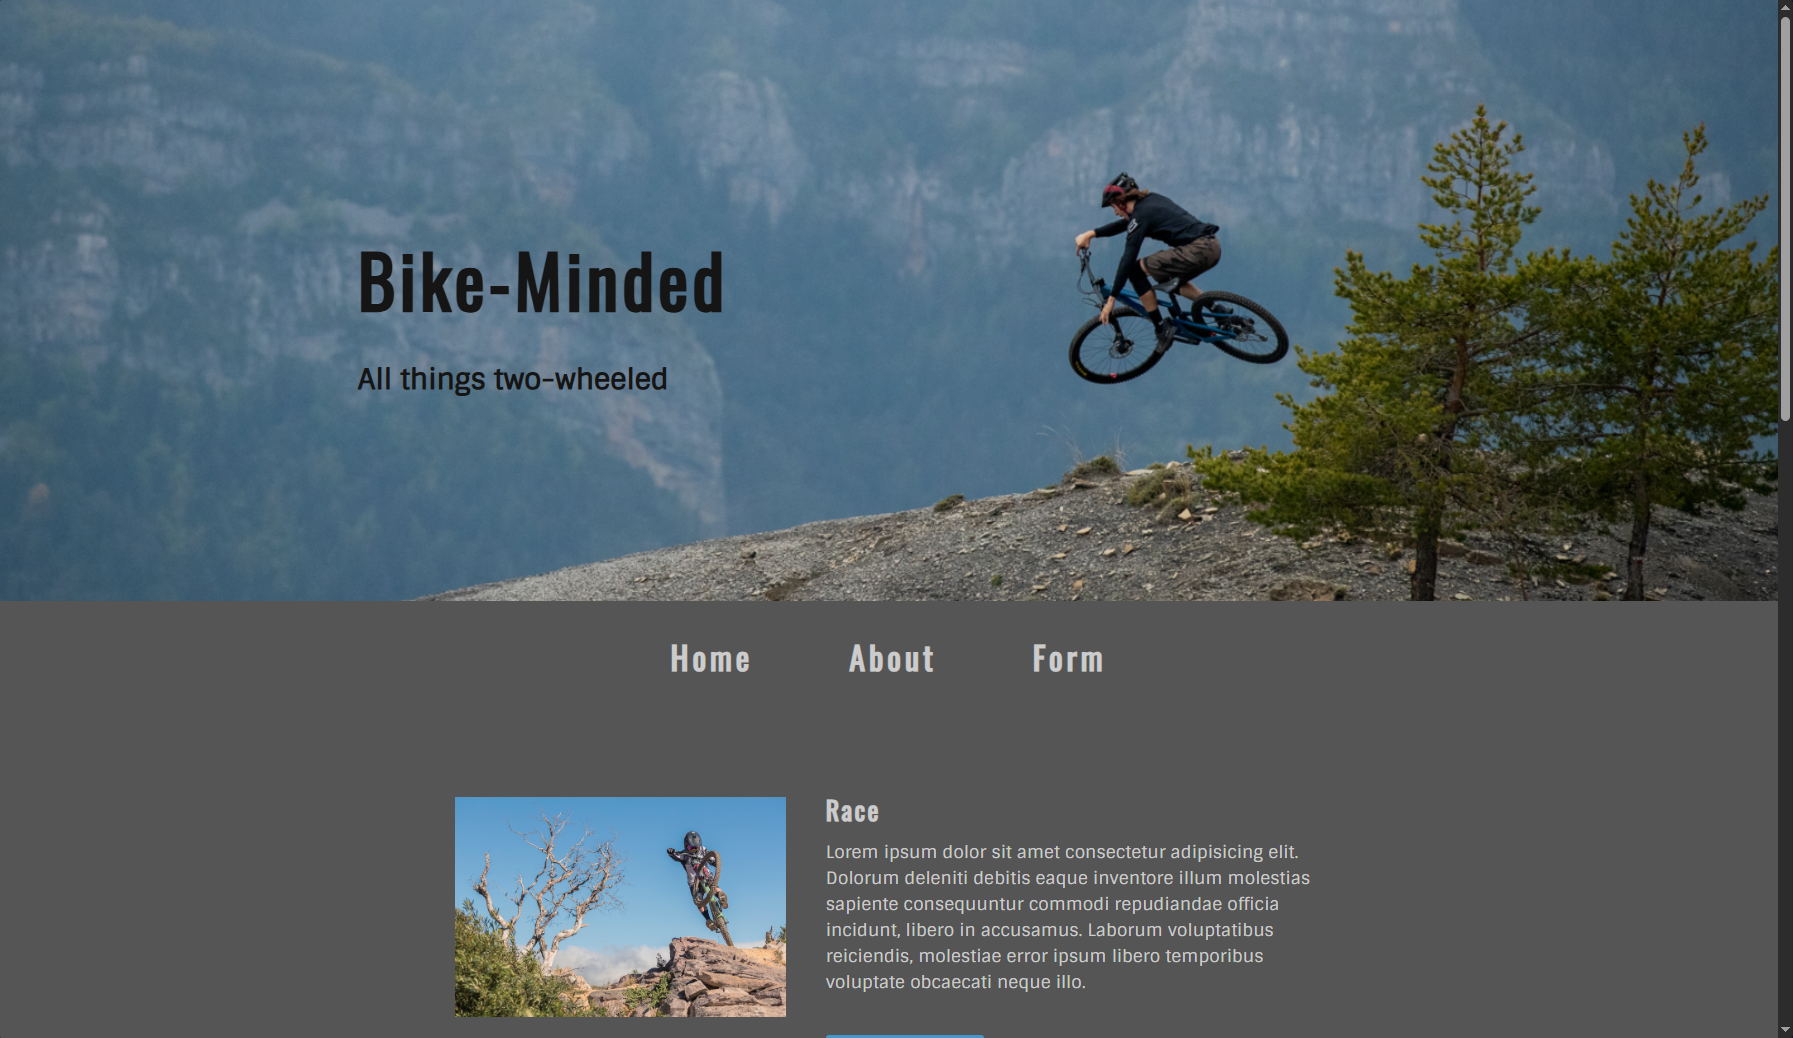 Bike-Minded
All things two-wheeled
Home About Form
Race
Lorem ipsum dolor sit amet consectetur adipisicing elit.
Dolorum deleniti debitis eaque inventore illum molestias
sapiente consequuntur commodi repudiandae officia
incidunt, libero in accusamus. Laborum voluptatibus
reiciendis, molestiae error ipsum libero temporibus
voluptate obcaecati neque illo.